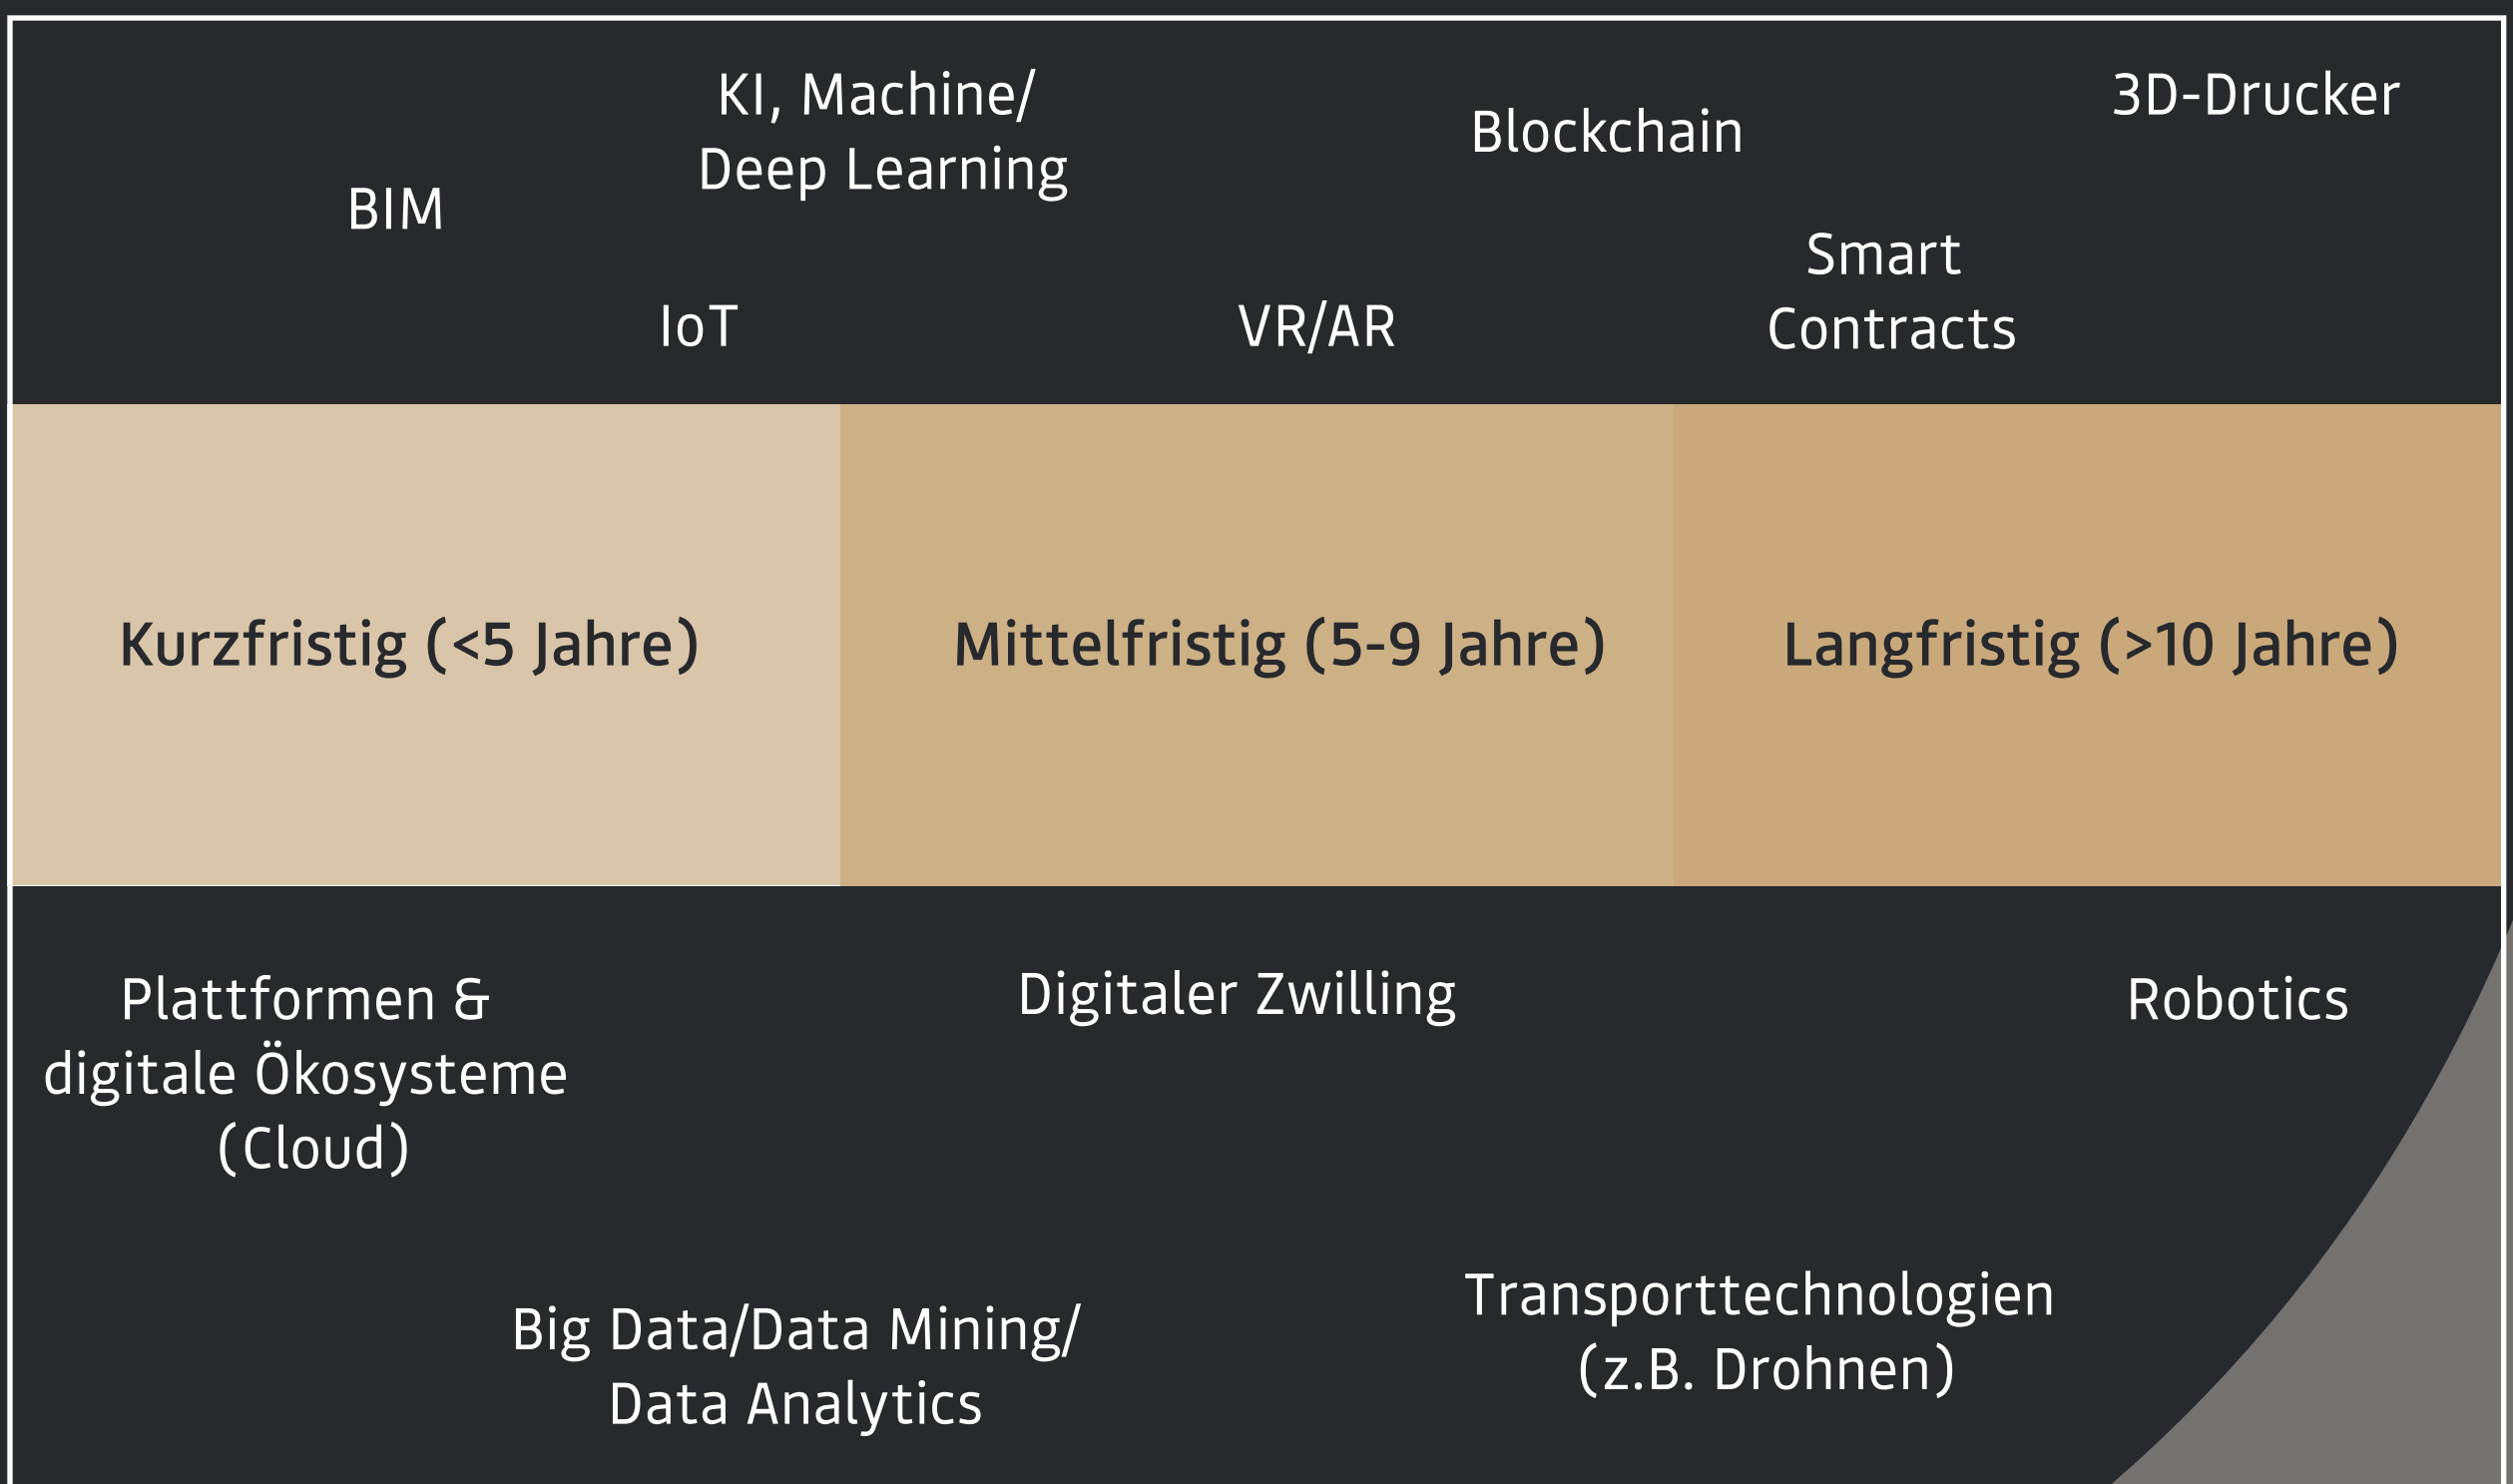 KI, Machine/
Deep Learning
BIM
IoT
Blockchain
3D-Drucker
VR/AR
Smart
Contracts
Kurzfristig (<5 Jahre)
Mittelfristig (5-9 Jahre)
Langfristig (>10 Jahre)
Plattformen &
digitale Ökosysteme
(Cloud)
Digitaler Zwilling
Robotics
Big Data/Data Mining/
Data Analytics
Transporttechnologien
(z.B. Drohnen)